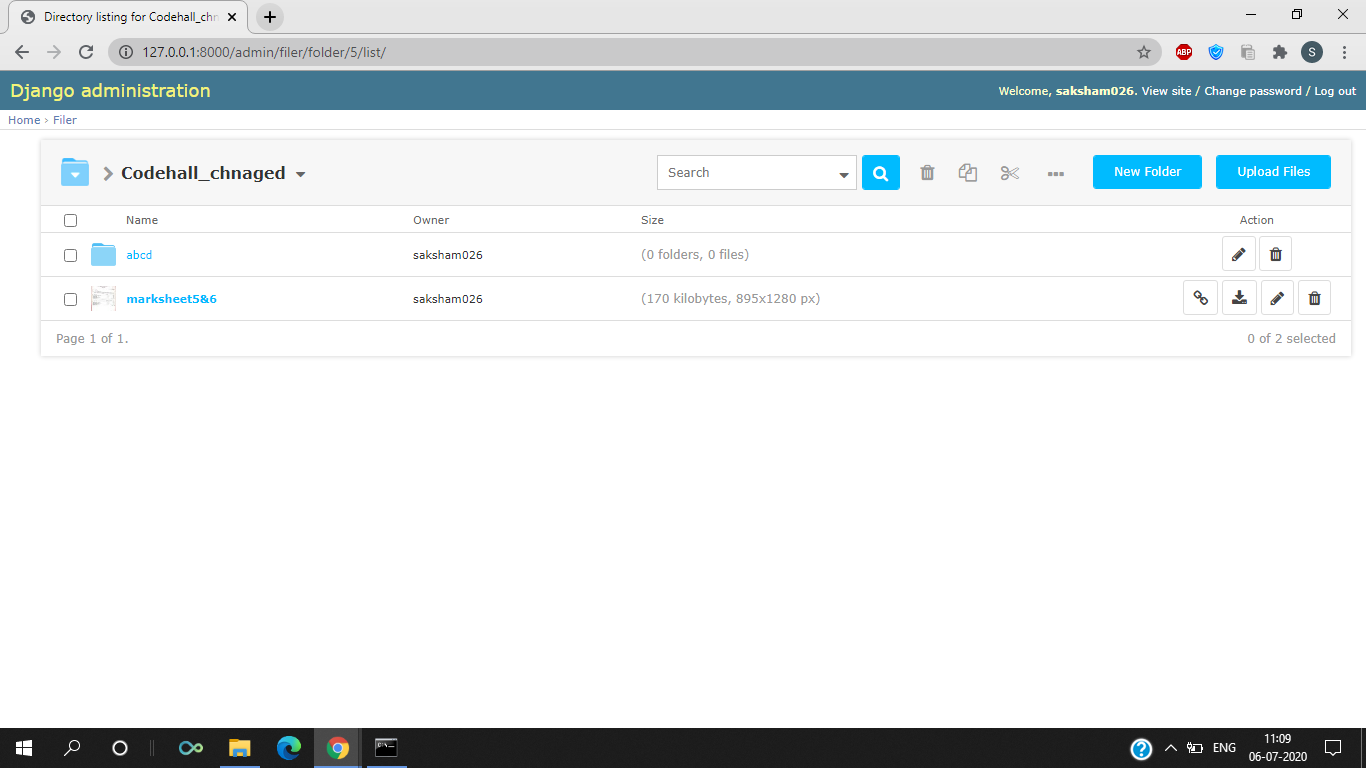 Directory listing for Codehall_chn
127.0.0.1:8000/admin/filer/folder/5/list/
ABP
S
Django administration
Welcome, saksham026. View site / Change password / Log out
Home › Filer
Codehall_chnaged
Search
New Folder
Upload Files
Name Owner Size Action
abcd saksham026 (0 folders, 0 files)
marksheet5&6 saksham026 (170 kilobytes, 895x1280 px)
Page 1 of 1. 0 of 2 selected
ENG
11:09
06-07-2020